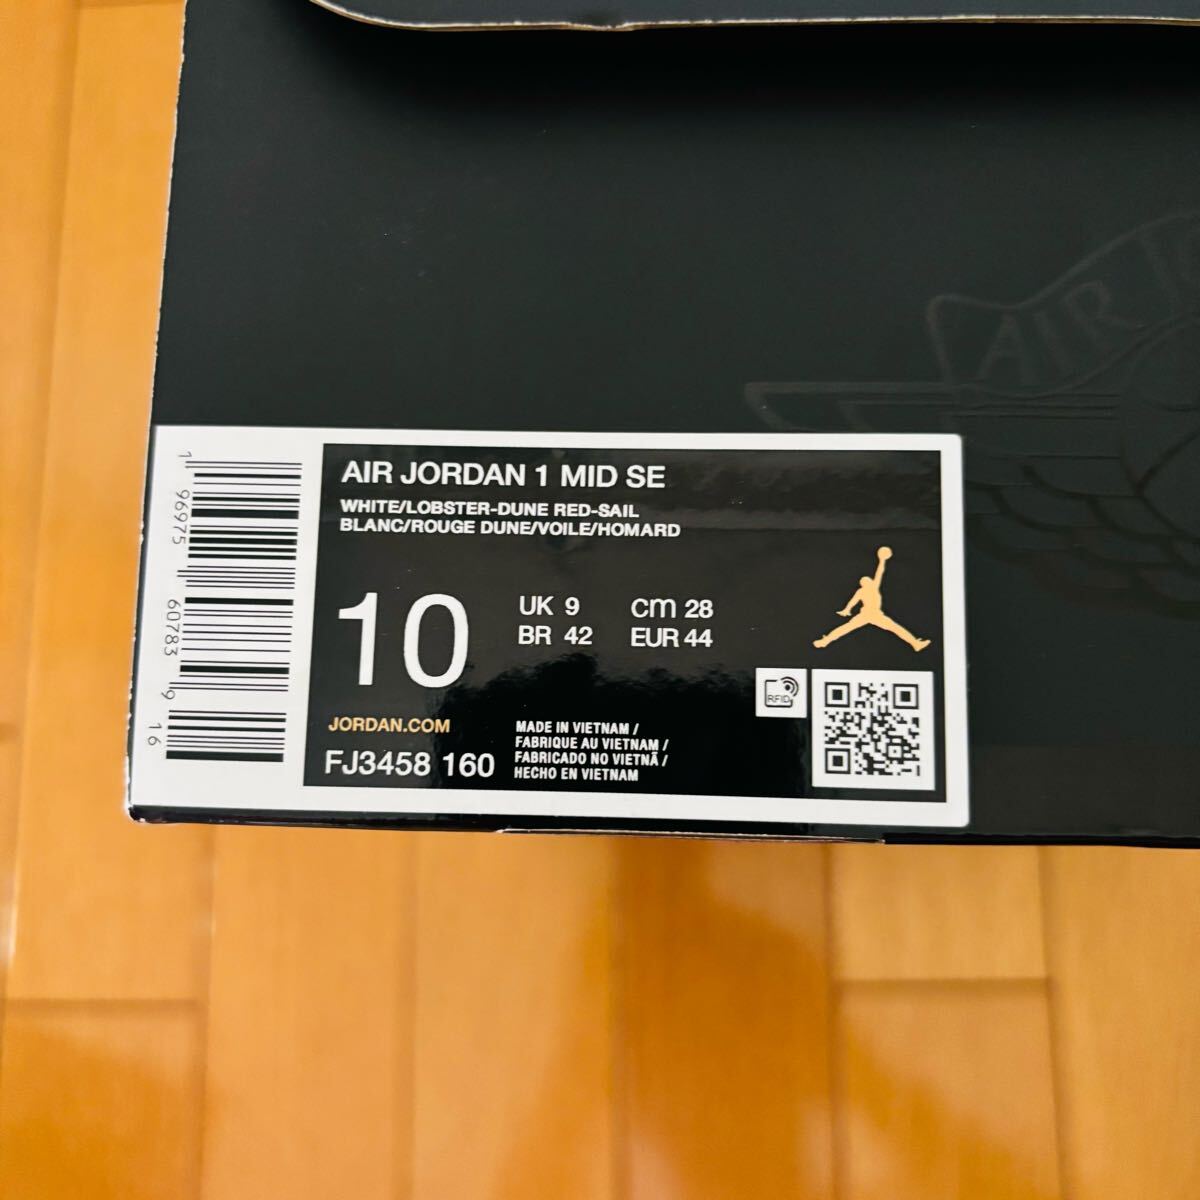 AIR JO
AIR JORDAN 1 MID SE
WHITE/LOBSTER-DUNE RED-SAIL
BLANC/ROUGE DUNE/VOILE/HOMARD
10
UK 9 cm 28
BR 42 EUR 44
RFID
JORDAN.COM
FJ3458 160
MADE IN VIETNAM /
FABRIQUE AU VIETNAM /
FABRICADO NO VIETNÃ /
HECHO EN VIETNAM
1 96975 60783 9 16